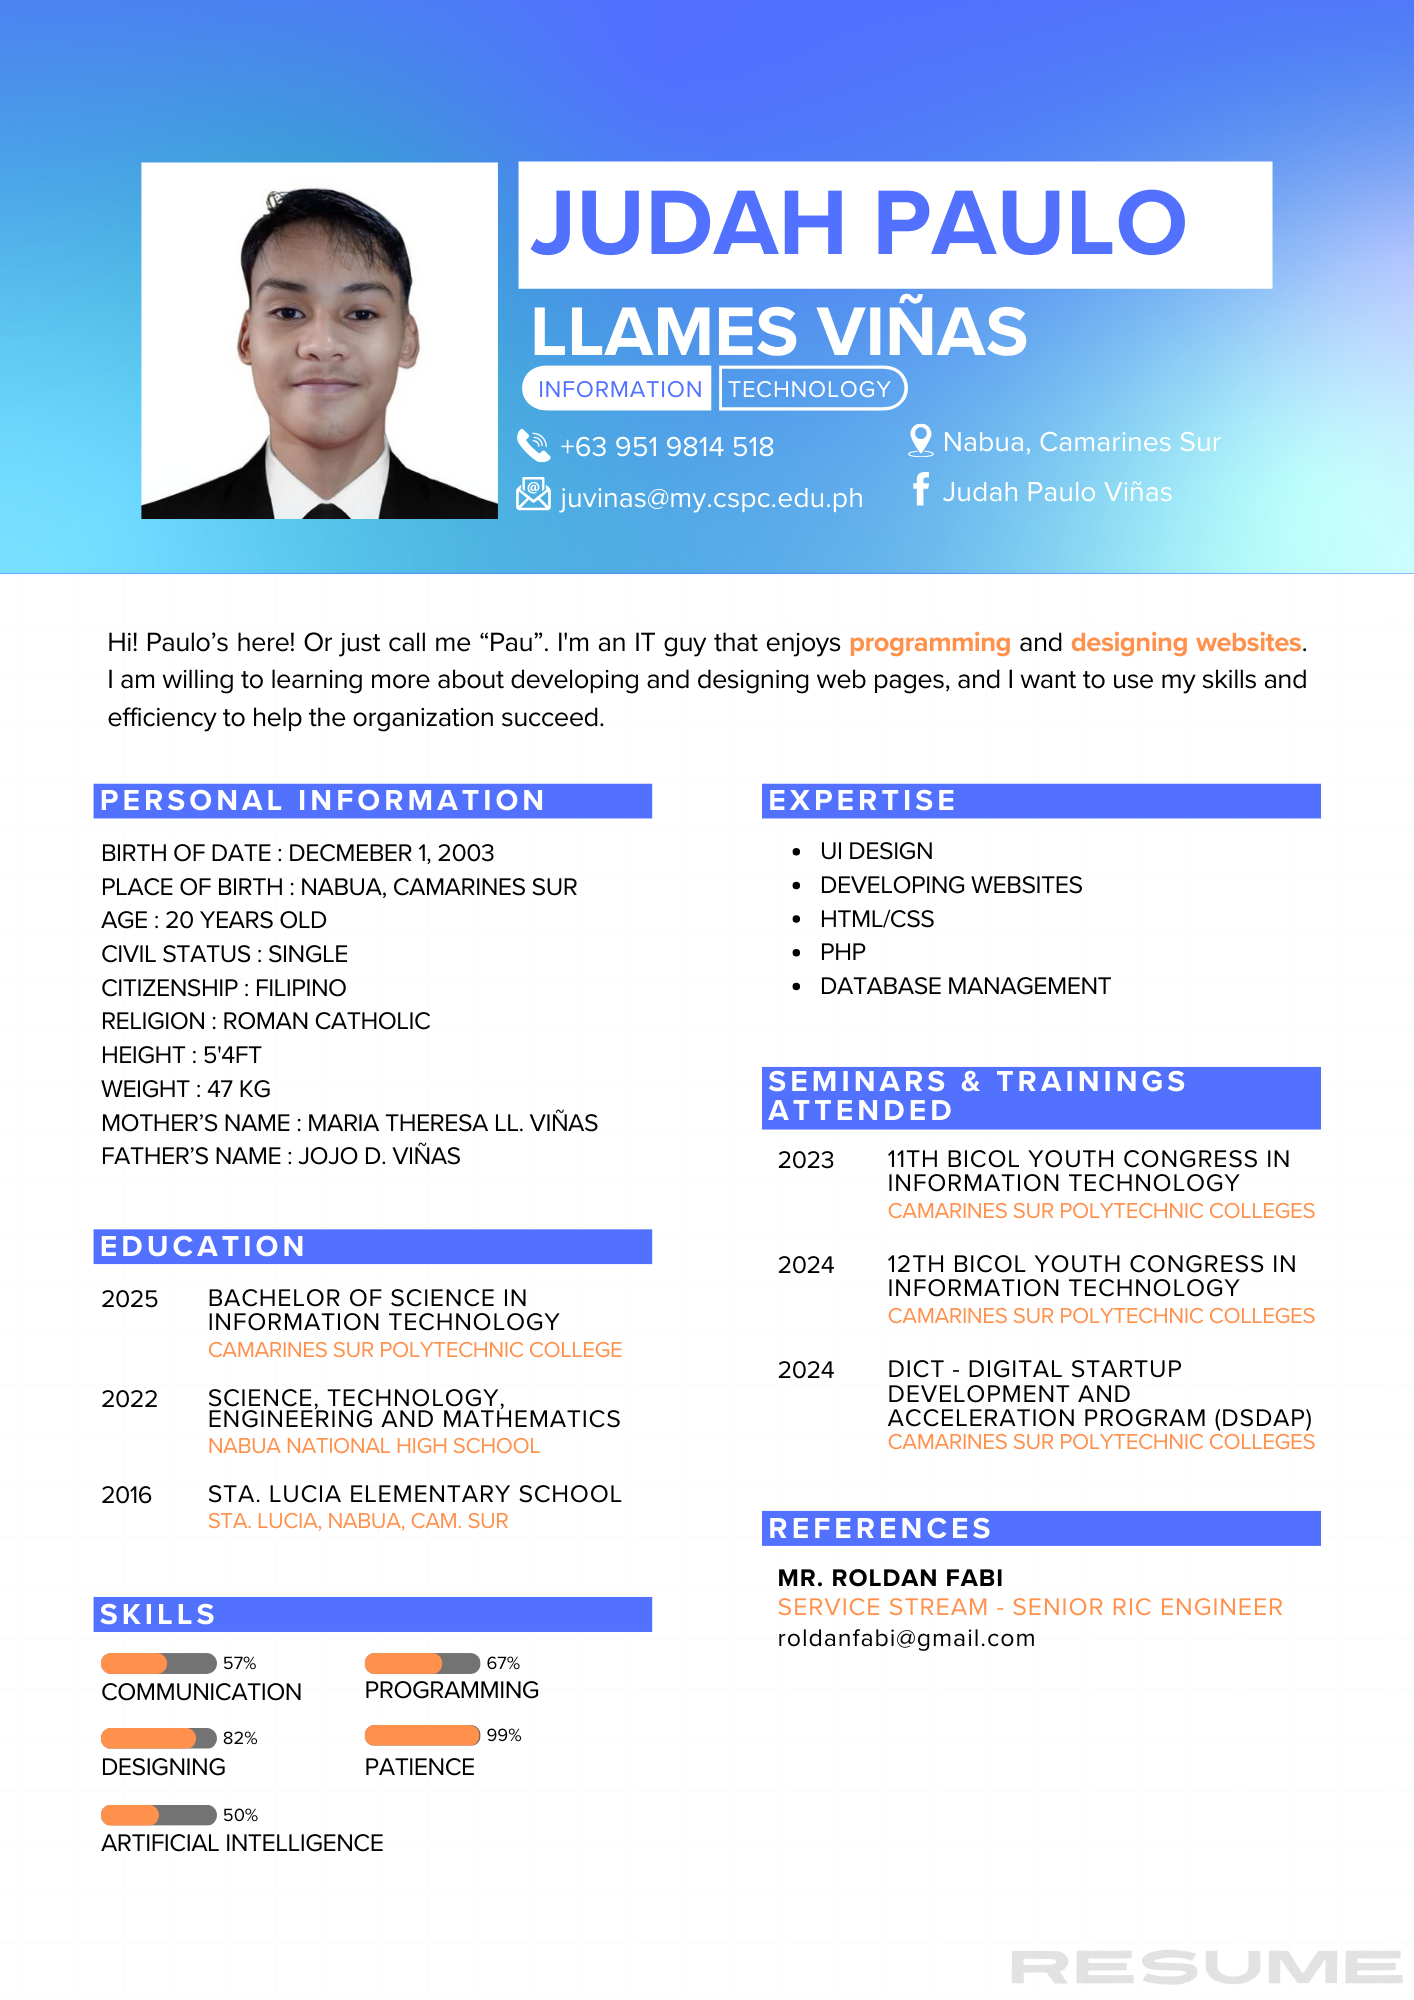 JUDAH PAULO
LLAMES VIÑAS
INFORMATION TECHNOLOGY
+63 951 9814 518
Nabua, Camarines Sur
juvinas@my.cspc.edu.ph
Judah Paulo Viñas
Hi! Paulo’s here! Or just call me “Pau”. I'm an IT guy that enjoys programming and designing websites.
I am willing to learning more about developing and designing web pages, and I want to use my skills and
efficiency to help the organization succeed.
PERSONAL INFORMATION
BIRTH OF DATE : DECMEBER 1, 2003
PLACE OF BIRTH : NABUA, CAMARINES SUR
AGE : 20 YEARS OLD
CIVIL STATUS : SINGLE
CITIZENSHIP : FILIPINO
RELIGION : ROMAN CATHOLIC
HEIGHT : 5'4FT
WEIGHT : 47 KG
MOTHER’S NAME : MARIA THERESA LL. VIÑAS
FATHER’S NAME : JOJO D. VIÑAS
EDUCATION
2025 BACHELOR OF SCIENCE IN
INFORMATION TECHNOLOGY
CAMARINES SUR POLYTECHNIC COLLEGE
2022 SCIENCE, TECHNOLOGY,
ENGINEERING AND MATHEMATICS
NABUA NATIONAL HIGH SCHOOL
2016 STA. LUCIA ELEMENTARY SCHOOL
STA. LUCIA, NABUA, CAM. SUR
SKILLS
57%
COMMUNICATION
67%
PROGRAMMING
82%
DESIGNING
99%
PATIENCE
50%
ARTIFICIAL INTELLIGENCE
EXPERTISE
• UI DESIGN
• DEVELOPING WEBSITES
• HTML/CSS
• PHP
• DATABASE MANAGEMENT
SEMINARS & TRAININGS
ATTENDED
2023 11TH BICOL YOUTH CONGRESS IN
INFORMATION TECHNOLOGY
CAMARINES SUR POLYTECHNIC COLLEGES
2024 12TH BICOL YOUTH CONGRESS IN
INFORMATION TECHNOLOGY
CAMARINES SUR POLYTECHNIC COLLEGES
2024 DICT - DIGITAL STARTUP
DEVELOPMENT AND
ACCELERATION PROGRAM (DSDAP)
CAMARINES SUR POLYTECHNIC COLLEGES
REFERENCES
MR. ROLDAN FABI
SERVICE STREAM - SENIOR RIC ENGINEER
roldanfabi@gmail.com
RESUME